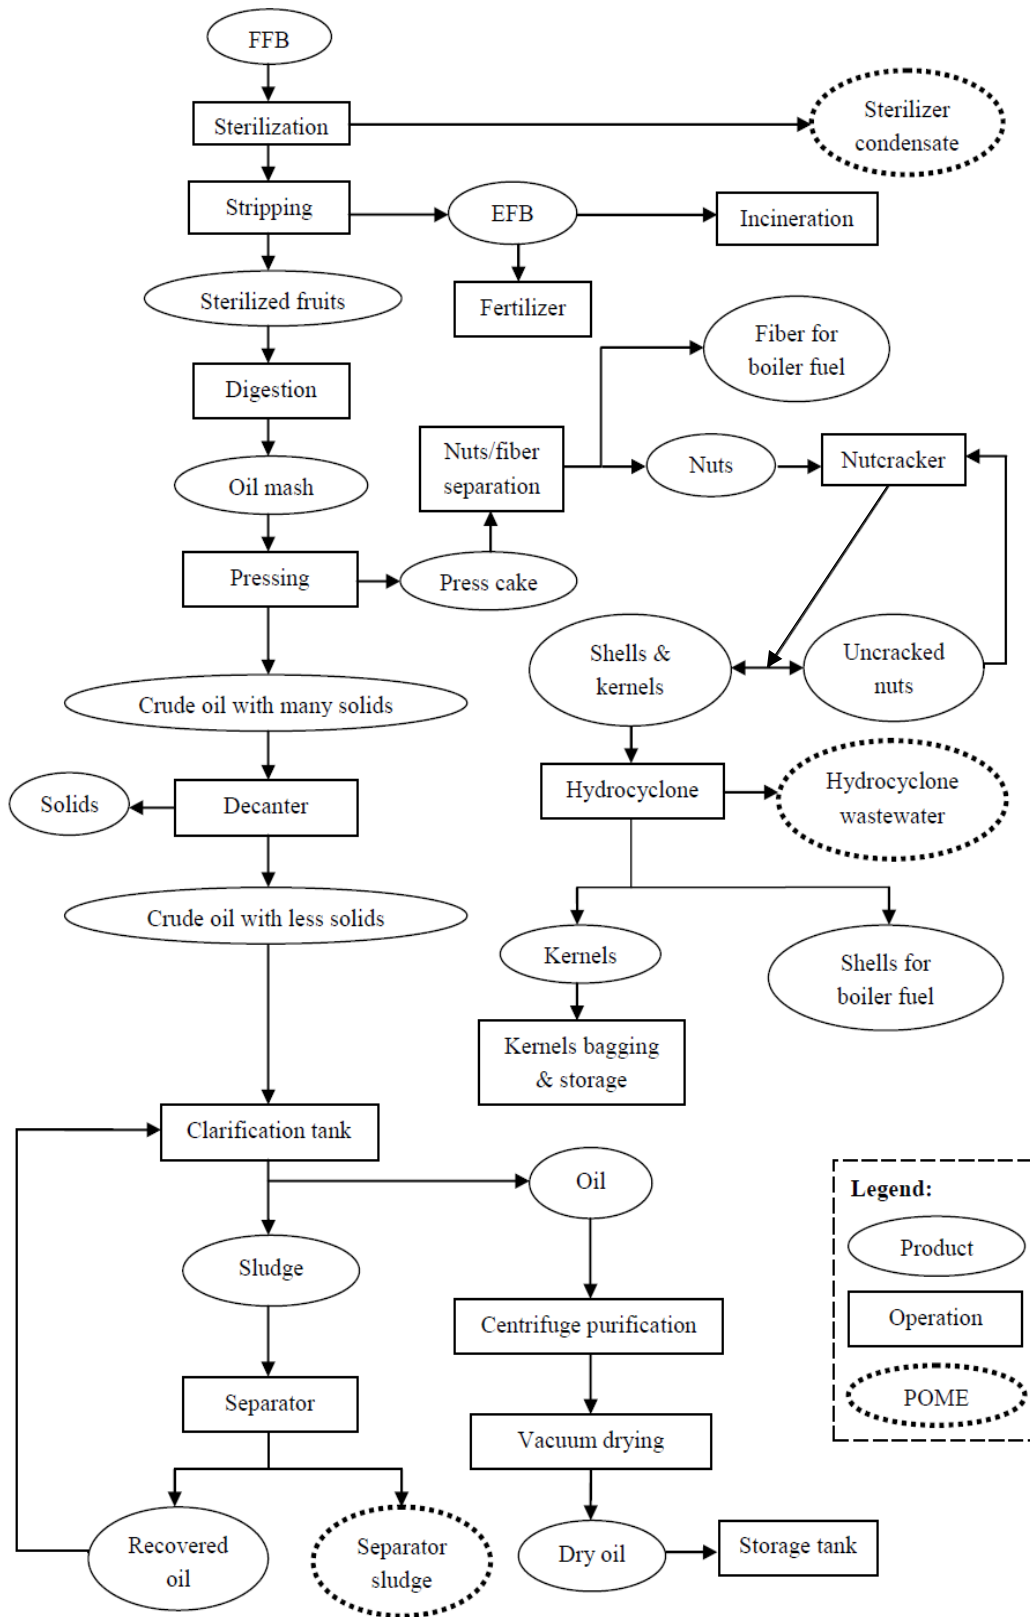 FFB
Sterilization
Sterilizer
condensate
Stripping
EFB
Incineration
Sterilized fruits
Fertilizer
Fiber for
boiler fuel
Digestion
Nuts/fiber
separation
Nuts
Nutcracker
Oil mash
Pressing
Press cake
Shells &
kernels
Uncracked
nuts
Crude oil with many solids
Solids
Decanter
Hydrocyclone
Hydrocyclone
wastewater
Crude oil with less solids
Kernels
Shells for
boiler fuel
Kernels bagging
& storage
Clarification tank
Oil
Sludge
Centrifuge purification
Separator
Vacuum drying
Recovered
oil
Separator
sludge
Dry oil
Storage tank
Legend:
Product
Operation
POME